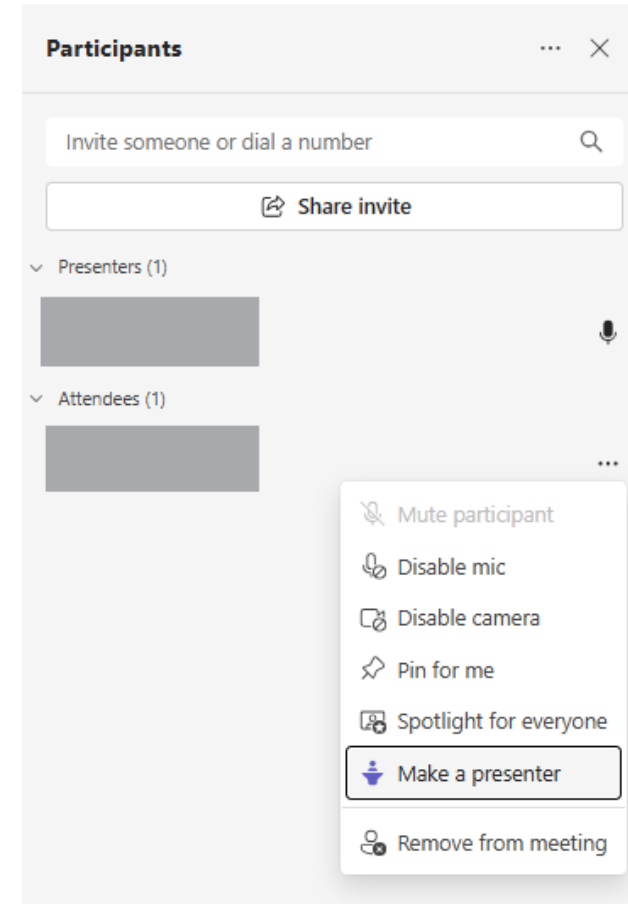 Participants
Invite someone or dial a number
Share invite
Presenters (1)
Attendees (1)
Mute participant
Disable mic
Disable camera
Pin for me
Spotlight for everyone
Make a presenter
Remove from meeting